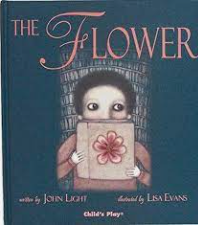 THE FLOWER
written by JOHN LIGHT illustrated by LISA EVANS
Child's Play®